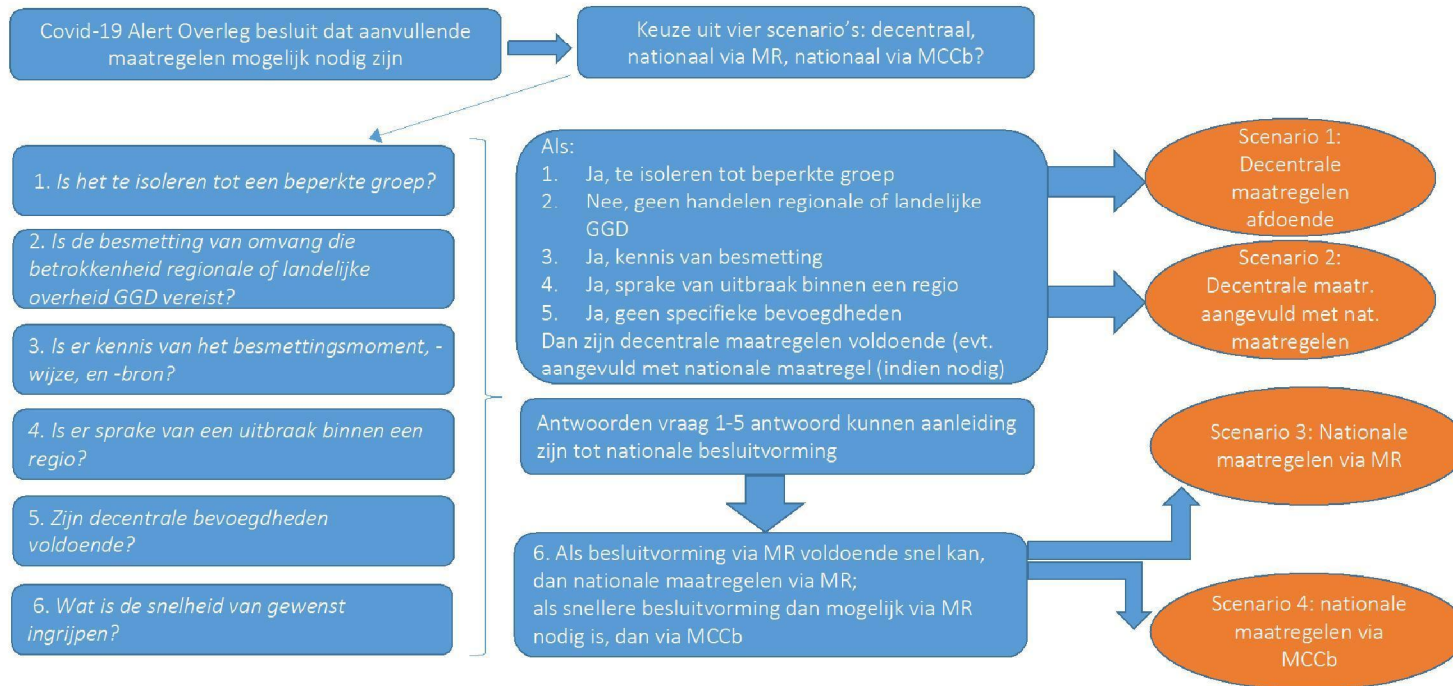 Covid-19 Alert Overleg besluit dat aanvullende
maatregelen mogelijk nodig zijn
Keuze uit vier scenario's: decentraal,
nationaal via MR, nationaal via MCCb?
1. Is het te isoleren tot een beperkte groep?
2. Is de besmetting van omvang die
betrokkenheid regionale of landelijke
overheid GGD vereist?
3. Is er kennis van het besmettingsmoment, -
wijze, en -bron?
4. Is er sprake van een uitbraak binnen een
regio?
5. Zijn decentrale bevoegdheden
voldoende?
6. Wat is de snelheid van gewenst
ingrijpen?
Als:
1. Ja, te isoleren tot beperkte groep
2. Nee, geen handelen regionale of landelijke
GGD
3. Ja, kennis van besmetting
4. Ja, sprake van uitbraak binnen een regio
5. Ja, geen specifieke bevoegdheden
Dan zijn decentrale maatregelen voldoende (evt.
aangevuld met nationale maatregel (indien nodig)
Antwoorden vraag 1-5 antwoord kunnen aanleiding
zijn tot nationale besluitvorming
6. Als besluitvorming via MR voldoende snel kan,
dan nationale maatregelen via MR;
als snellere besluitvorming dan mogelijk via MR
nodig is, dan via MCCb
Scenario 1:
Decentrale
maatregelen
afdoende
Scenario 2:
Decentrale maatr.
aangevuld met nat.
maatregelen
Scenario 3: Nationale
maatregelen via MR
Scenario 4: nationale
maatregelen via
MCCb